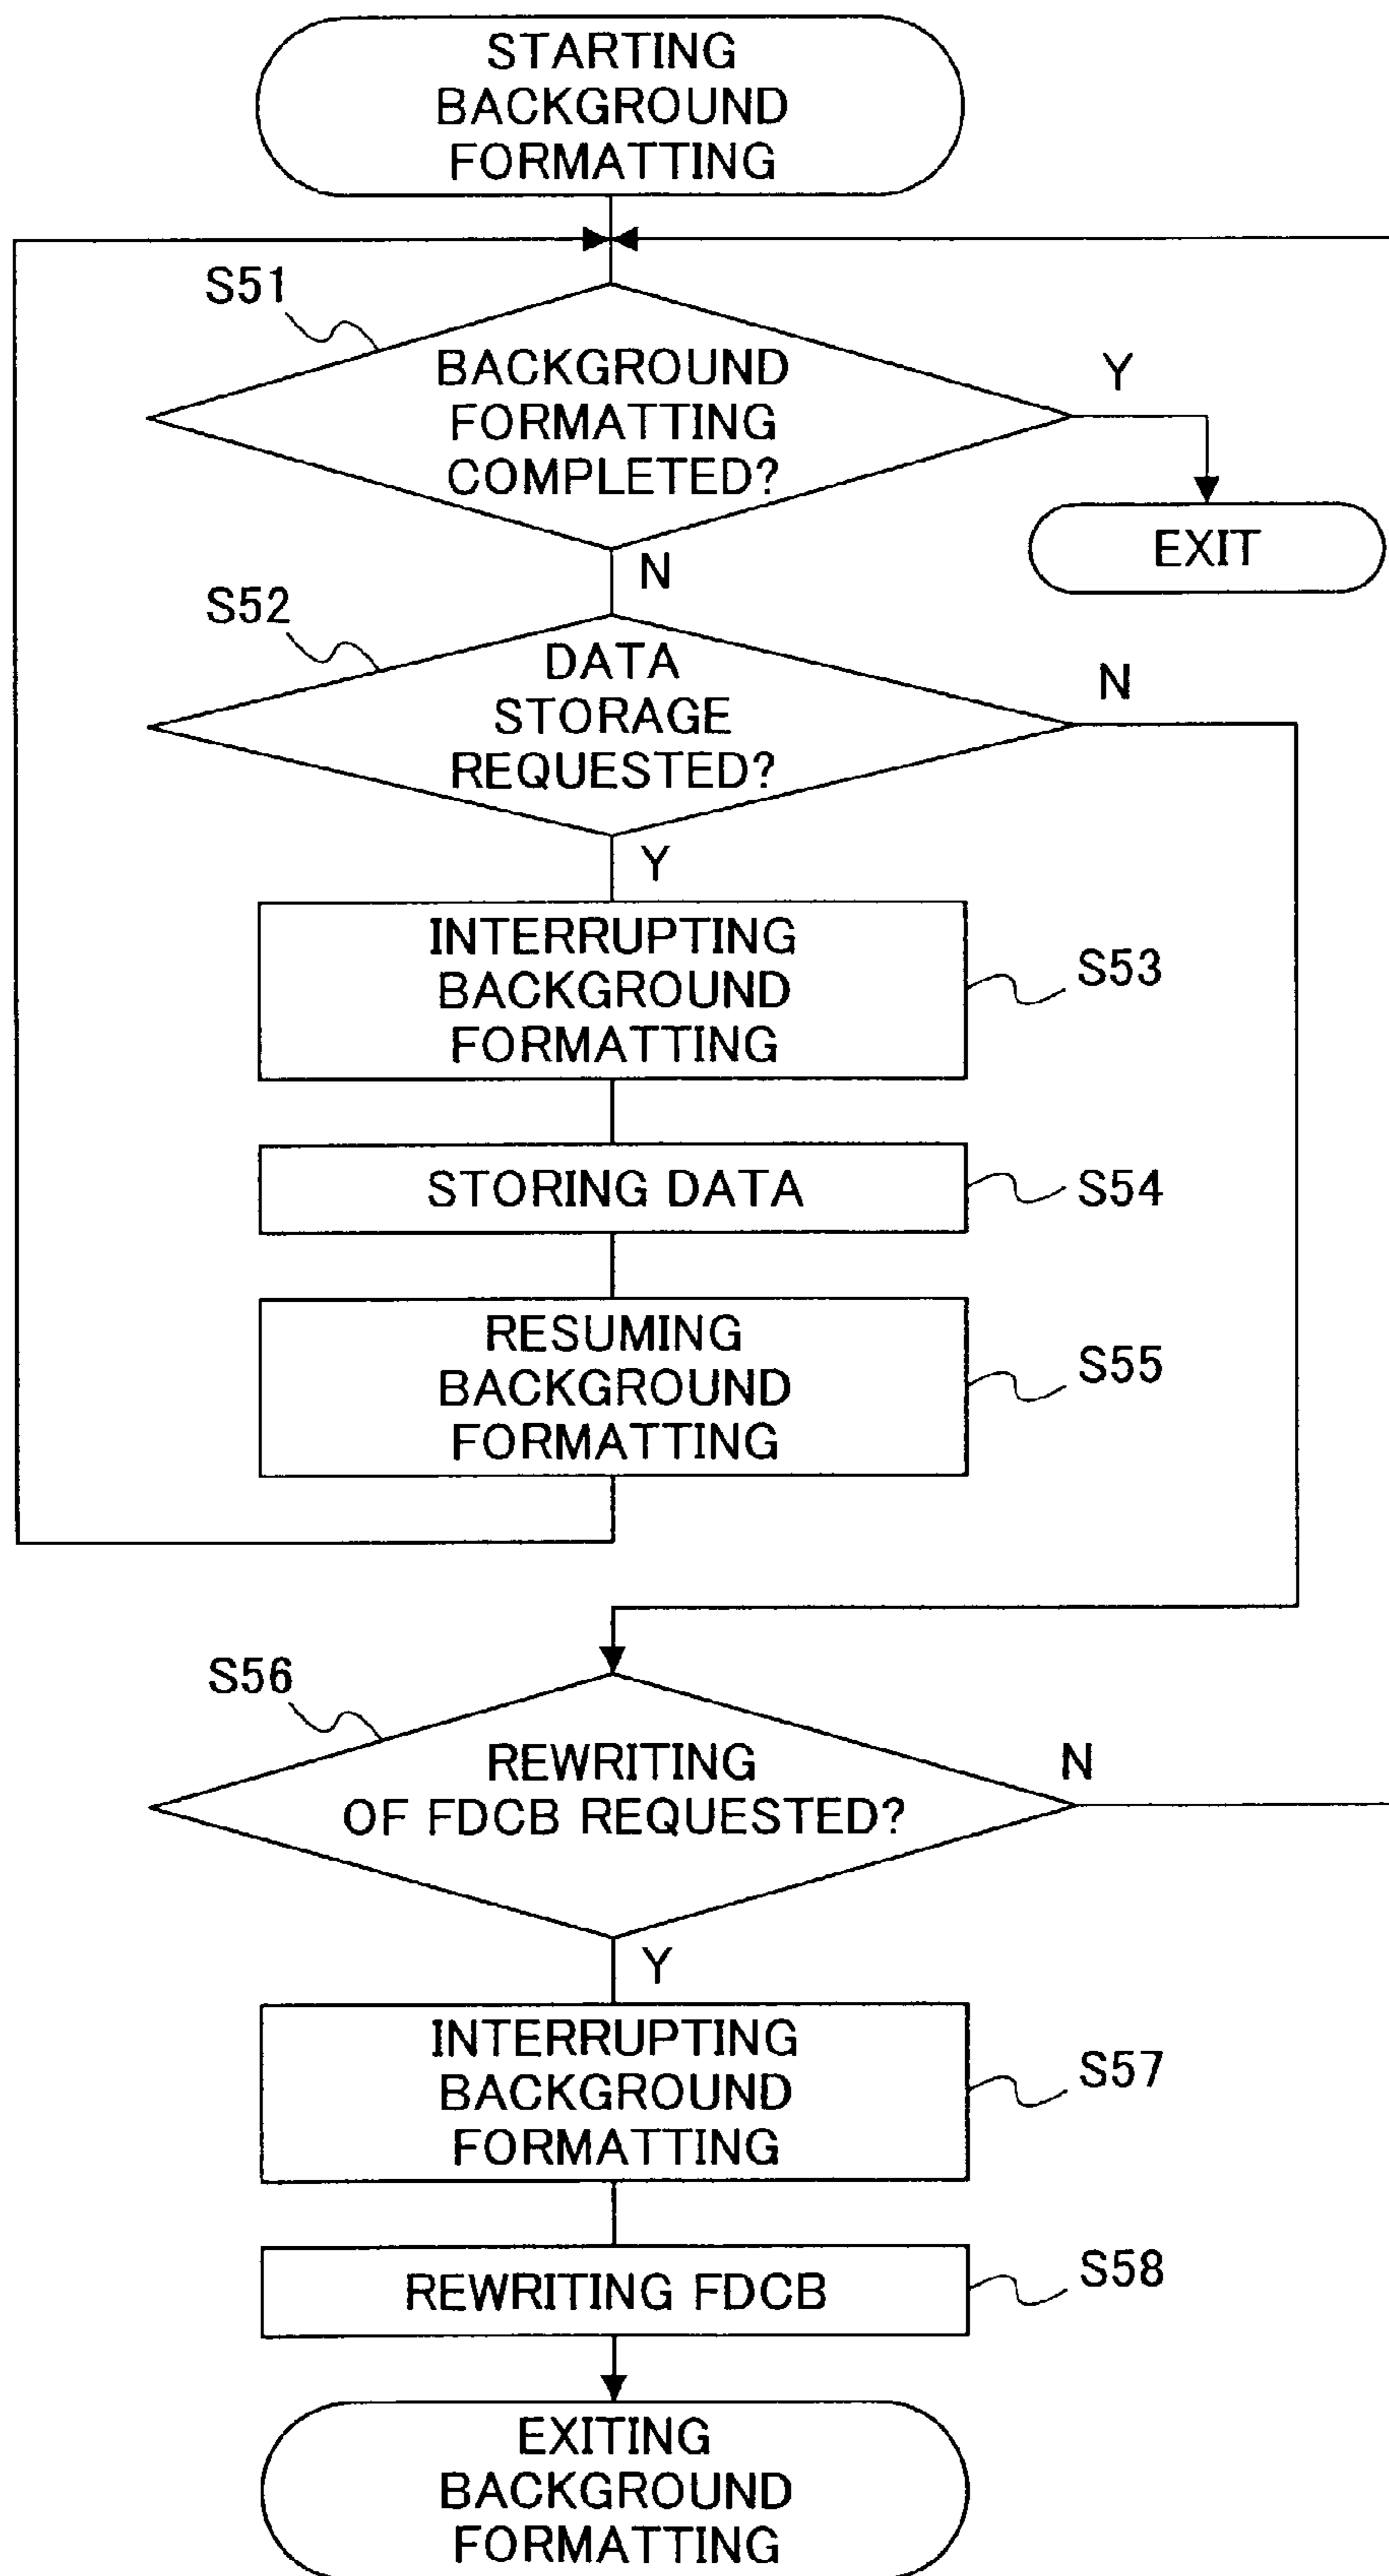 STARTING
BACKGROUND
FORMATTING
S51
BACKGROUND
FORMATTING
COMPLETED?
Y
EXIT
N
S52
DATA
STORAGE
REQUESTED?
N
Y
INTERRUPTING
BACKGROUND
FORMATTING
S53
STORING DATA
S54
RESUMING
BACKGROUND
FORMATTING
S55
S56
REWRITING
OF FDCB REQUESTED?
N
Y
INTERRUPTING
BACKGROUND
FORMATTING
S57
REWRITING FDCB
S58
EXITING
BACKGROUND
FORMATTING